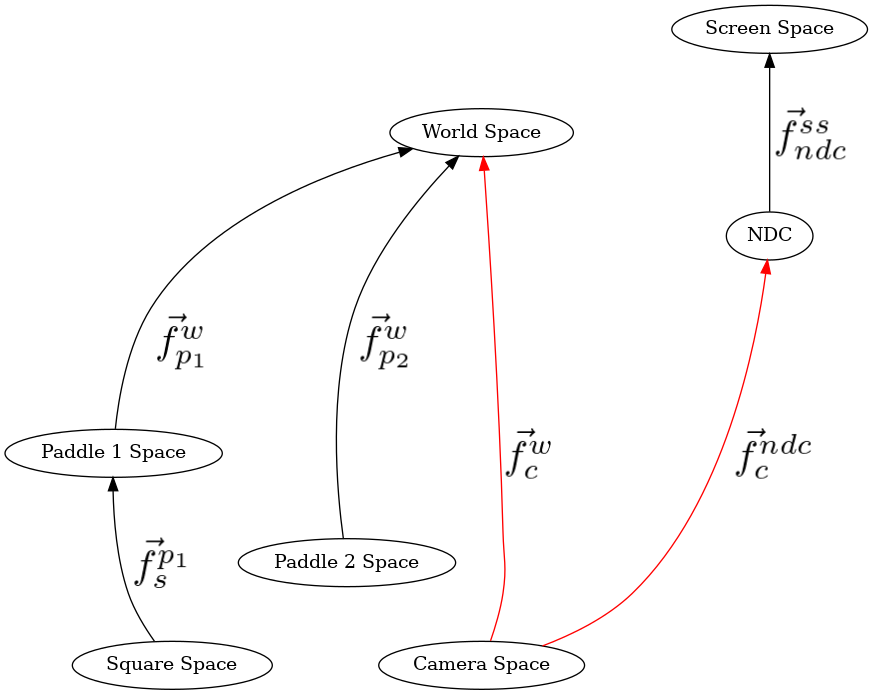 Screen Space
World Space
$\vec{f}_{ndc}^{ss}$
NDC
$\vec{f}_{p_1}^{w}$
$\vec{f}_{p_2}^{w}$
Paddle 1 Space
$\vec{f}_{c}^{w}$
$\vec{f}_{c}^{ndc}$
$\vec{f}_{s}^{p_1}$
Paddle 2 Space
Square Space
Camera Space